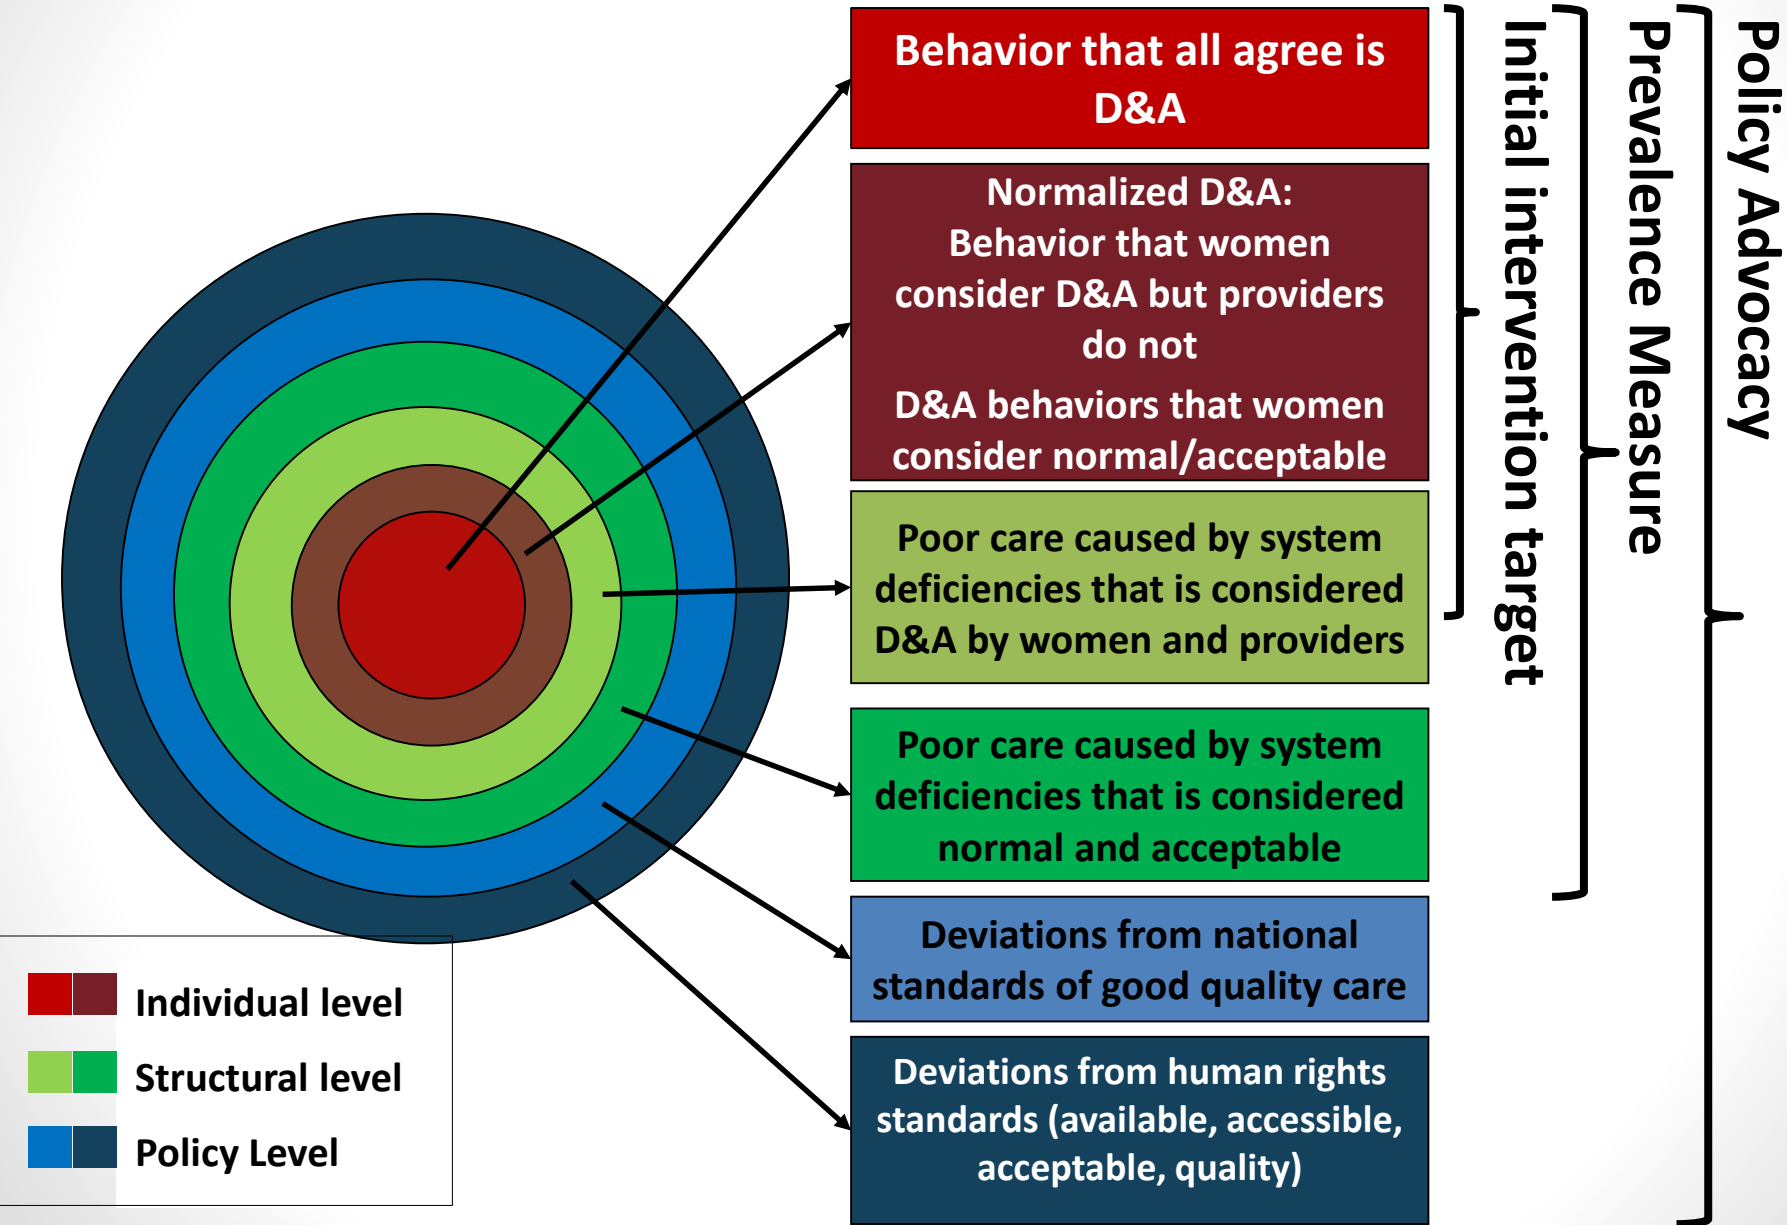 Behavior that all agree is
D&A
Normalized D&A:
Behavior that women
consider D&A but providers
do not
D&A behaviors that women
consider normal/acceptable
Poor care caused by system
deficiencies that is considered
D&A by women and providers
Poor care caused by system
deficiencies that is considered
normal and acceptable
Deviations from national
standards of good quality care
Deviations from human rights
standards (available, accessible,
acceptable, quality)
Initial intervention target
Prevalence Measure
Policy Advocacy
Individual level
Structural level
Policy Level